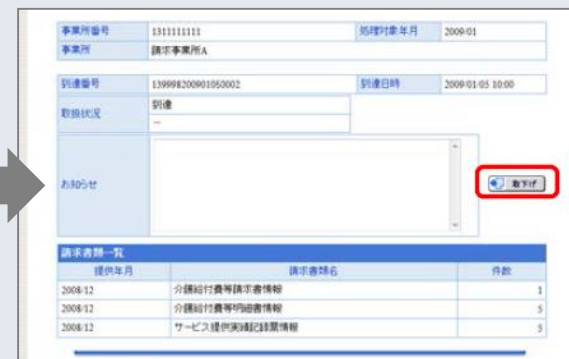 事業所番号 1311111111 処理対象年月 2009/01
事業所 請求事業所A
到達番号 139998200901050002 到達日時 2009/01/05 10:00
取扱状況 到達
--
お知らせ
取下げ
請求書類一覧
提供年月 請求書類名 件数
2008/12 介護給付費等請求書情報 1
2008/12 介護給付費等明細書情報 5
2008/12 サービス提供実績記録票情報 5